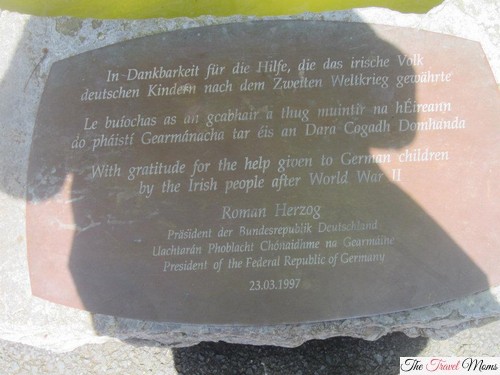 In Dankbarkeit für die Hilfe, die das irische Volk
deutschen Kindern nach dem Zweiten Weltkrieg gewährte
Le buíochas as an gcabhair a thug muintir na hÉireann
do pháistí Gearmánacha tar éis an Dara Cogadh Domhanda
With gratitude for the help given to German children
by the Irish people after World War II
Roman Herzog
Präsident der Bundesrepublik Deutschland
Uachtarán Phoblacht Chónaidhme na Gearmáine
President of the Federal Republic of Germany
23.03.1997
The Travel Moms